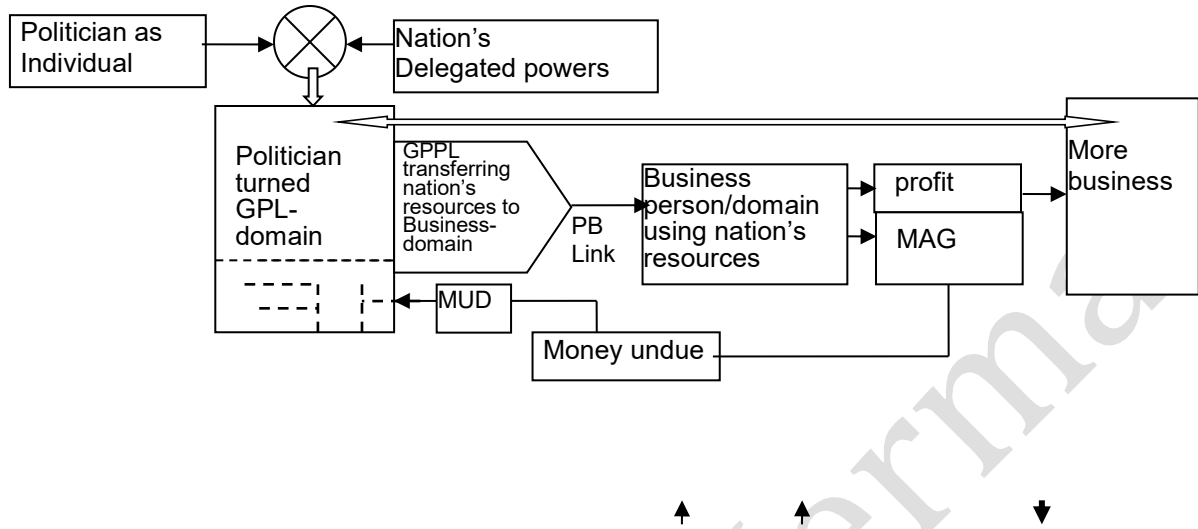 Politician as
Individual
Nation’s
Delegated powers
Politician
turned
GPL-
domain
GPPL
transferring
nation’s
resources to
Business-
domain
PB
Link
Business
person/domain
using nation’s
resources
profit
MAG
More
business
MUD
Money undue